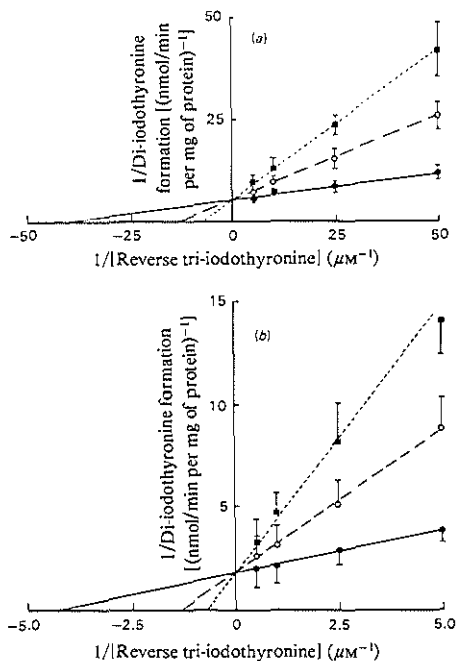 50
(a)
25
1/Di-iodothyronine
formation [(nmol/min
per mg of protein)⁻¹]
−50 −25 0 25 50
1/[Reverse tri-iodothyronine] (μM⁻¹)
15
(b)
10
5
1/Di-iodothyronine formation
[(nmol/min per mg of protein)⁻¹]
−5.0 −2.5 0 2.5 5.0
1/[Reverse tri-iodothyronine] (μM⁻¹)